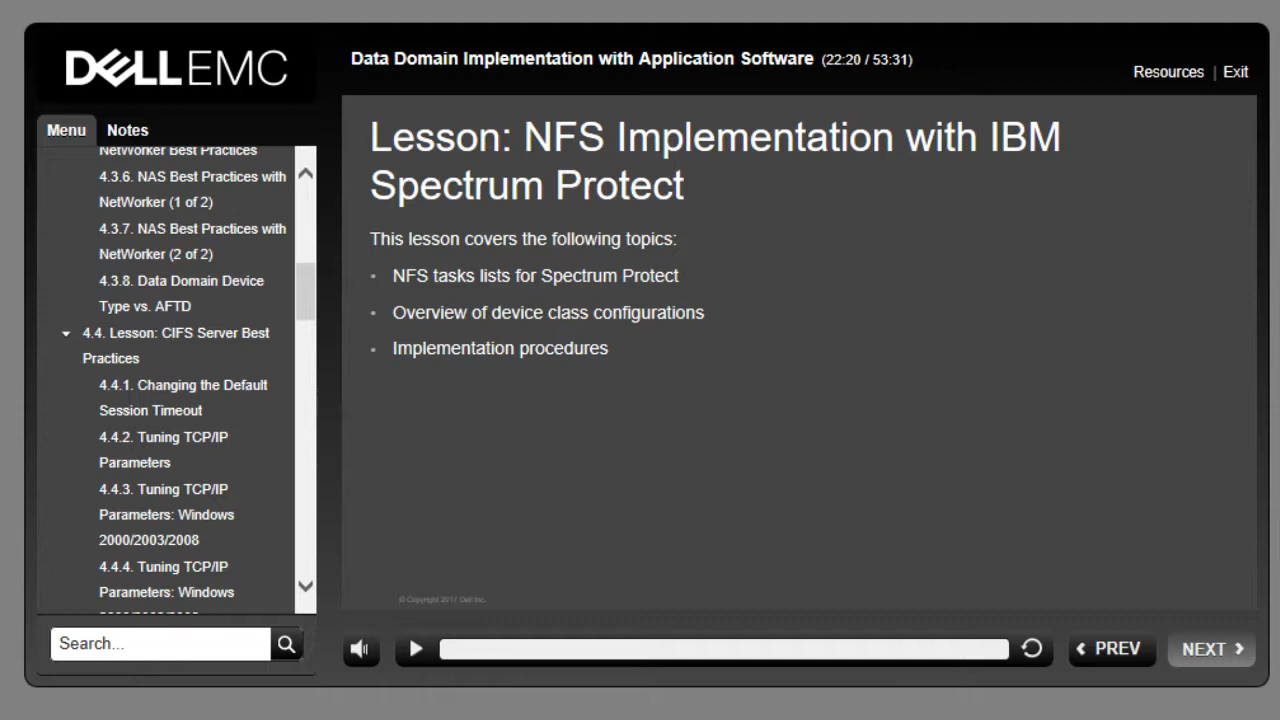 DELLEMC
Data Domain Implementation with Application Software (22:20 / 53:31)
Resources | Exit
Menu Notes
NetWorker Best Practices
4.3.6. NAS Best Practices with
NetWorker (1 of 2)
4.3.7. NAS Best Practices with
NetWorker (2 of 2)
4.3.8. Data Domain Device
Type vs. AFTD
4.4. Lesson: CIFS Server Best
Practices
4.4.1. Changing the Default
Session Timeout
4.4.2. Tuning TCP/IP
Parameters
4.4.3. Tuning TCP/IP
Parameters: Windows
2000/2003/2008
4.4.4. Tuning TCP/IP
Parameters: Windows
Search...
Lesson: NFS Implementation with IBM
Spectrum Protect
This lesson covers the following topics:
• NFS tasks lists for Spectrum Protect
• Overview of device class configurations
• Implementation procedures
© Copyright 2017 Dell Inc.
PREV
NEXT